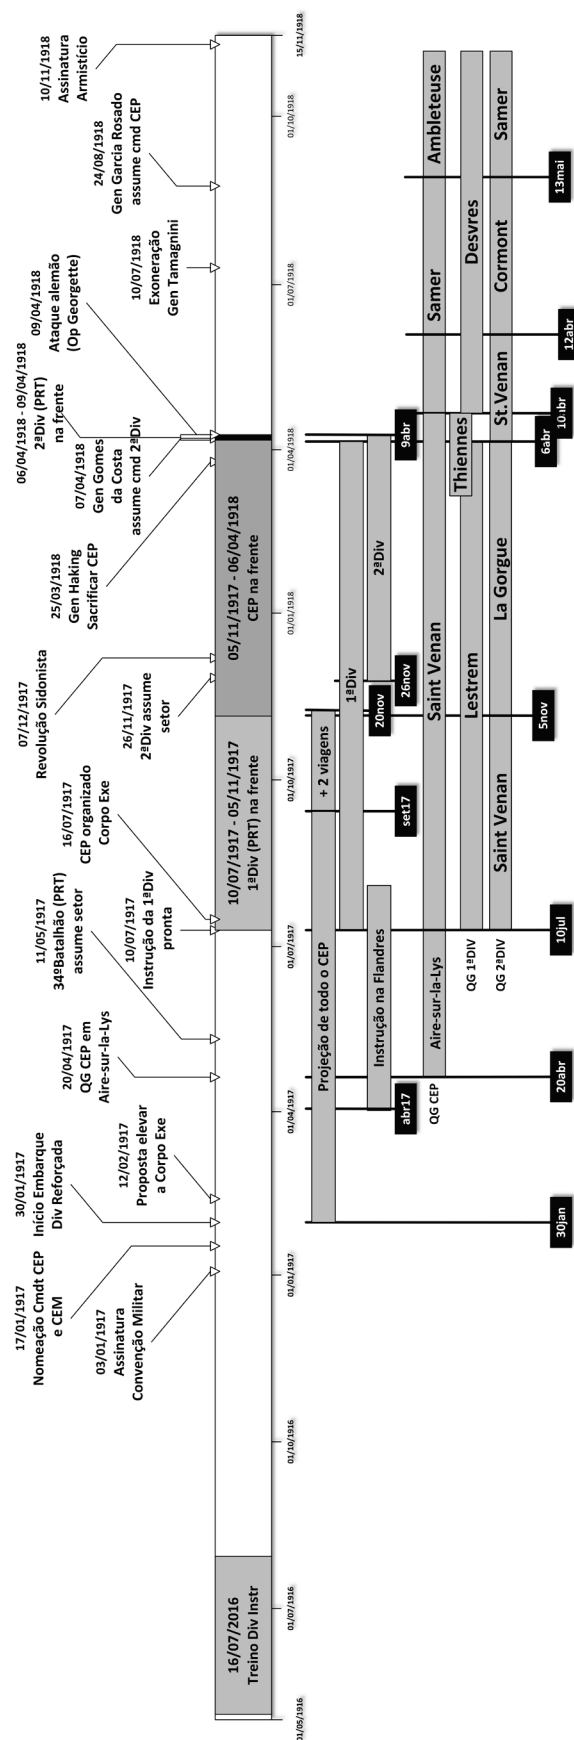 17/01/1917
Nomeação Cmdt CEP
e CEM
03/01/1917
Assinatura
Convenção Militar
30/01/1917
Início Embarque
Div Reforçada
12/02/1917
Proposta elevar
a Corpo Exe
20/04/1917
QG CEP em
Aire-sur-la-Lys
11/05/1917
34ºBatalhão (PRT)
assume setor
10/07/1917
Instrução da 1ªDiv
pronta
16/07/1917
CEP organizado
Corpo Exe
26/11/1917
2ªDiv assume
setor
07/12/1917
Revolução Sidonista
25/03/1918
Gen Haking
Sacrificar CEP
07/04/1918
Gen Gomes
da Costa
assume cmd 2ªDiv
06/04/1918 - 09/04/1918
2ªDiv (PRT)
na frente
09/04/1918
Ataque alemão
(Op Georgette)
10/07/1918
Exoneração
Gen Tamagnini
24/08/1918
Gen Garcia Rosado
assume cmd CEP
10/11/1918
Assinatura
Armistício
16/07/2016
Treino Div Instr
10/07/1917 - 05/11/1917
1ªDiv (PRT) na frente
05/11/1917 - 06/04/1918
CEP na frente
01/05/1916
01/07/1916
01/10/1916
01/01/1917
01/04/1917
01/07/1917
01/10/1917
01/01/1918
01/04/1918
01/07/1918
01/10/1918
15/11/1918
Projeção de todo o CEP
+ 2 viagens
1ªDiv
Instrução na Flandres
2ªDiv
abr17
set17
20nov
26nov
9abr
QG CEP
Aire-sur-la-Lys
Saint Venan
Samer
Ambleteuse
QG 1ªDIV
Lestrem
Thiennes
Desvres
QG 2ªDIV
Saint Venan
La Gorgue
St.Venan
Cormont
Samer
30jan
20abr
10jul
5nov
6abr
10abr
12abr
13mai